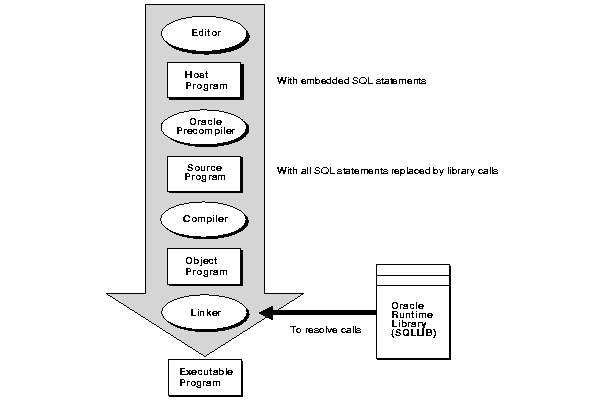 Editor
Host
Program
With embedded SQL statements
Oracle
Precompiler
Source
Program
With all SQL statements replaced by library calls
Compiler
Object
Program
Linker
To resolve calls
Oracle
Runtime
Library
(SQLLIB)
Executable
Program